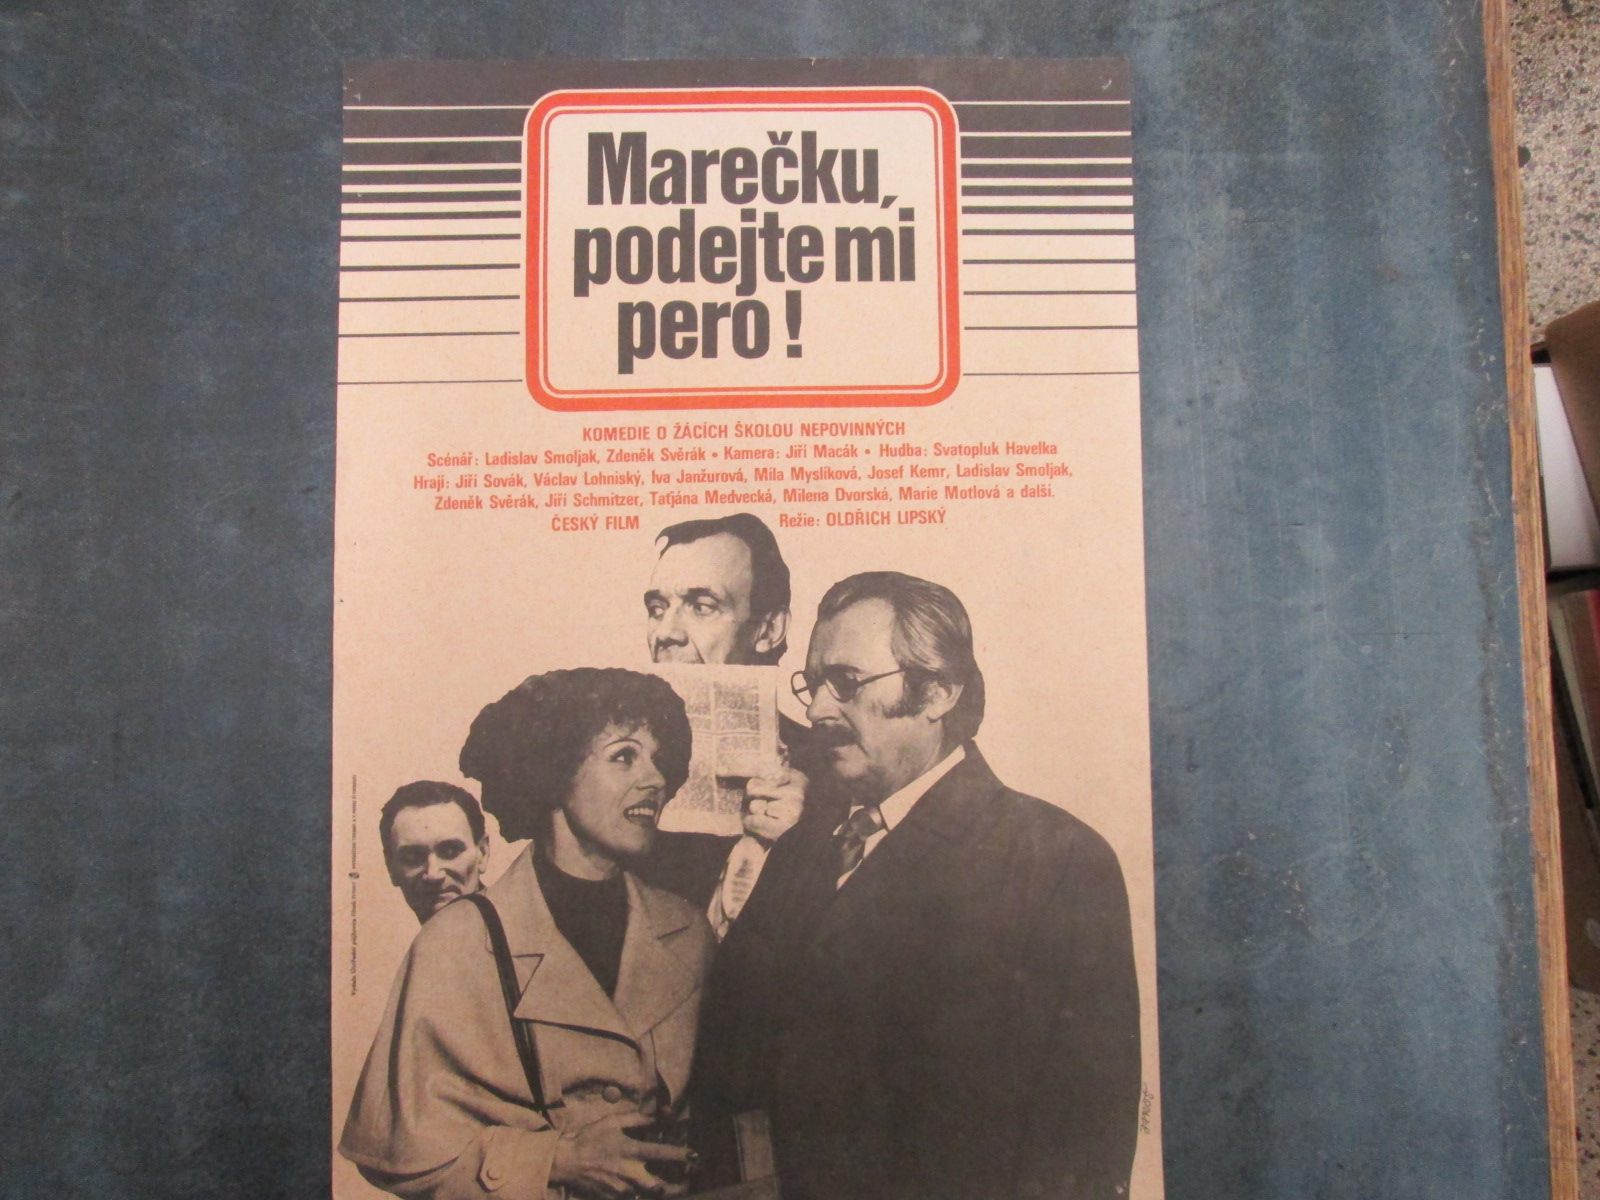 Marečku,
podejte mi
pero!
KOMEDIE O ŽÁCÍCH ŠKOLOU NEPOVINNÝCH
Scénář: Ladislav Smoljak, Zdeněk Svěrák • Kamera: Jiří Macák • Hudba: Svatopluk Havelka
Hrají: Jiří Sovák, Václav Lohniský, Iva Janžurová, Míla Myslíková, Josef Kemr, Ladislav Smoljak,
Zdeněk Svěrák, Jiří Schmitzer, Taťjána Medvecká, Milena Dvorská, Marie Motlová a další.
ČESKÝ FILM Režie: OLDŘICH LIPSKÝ